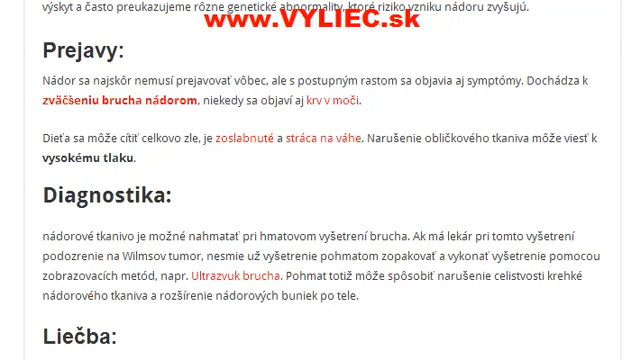 výskyt a často preukazujeme rôzne genetické abnormality, ktoré riziko vzniku nádoru zvyšujú.
www.VYLIEC.sk
Prejavy:
Nádor sa najskôr nemusí prejavovať vôbec, ale s postupným rastom sa objavia aj symptómy. Dochádza k
zväčšeniu brucha nádorom, niekedy sa objaví aj krv v moči.
Dieťa sa môže cítiť celkovo zle, je zoslabnuté a stráca na váhe. Narušenie obličkového tkaniva môže viesť k
vysokému tlaku.
Diagnostika:
nádorové tkanivo je možné nahmatať pri hmatovom vyšetrení brucha. Ak má lekár pri tomto vyšetrení
podozrenie na Wilmsov tumor, nesmie už vyšetrenie pohmatom zopakovať a vykonať vyšetrenie pomocou
zobrazovacích metód, napr. Ultrazvuk brucha. Pohmat totiž môže spôsobiť narušenie celistvosti krehké
nádorového tkaniva a rozšírenie nádorových buniek po tele.
Liečba: